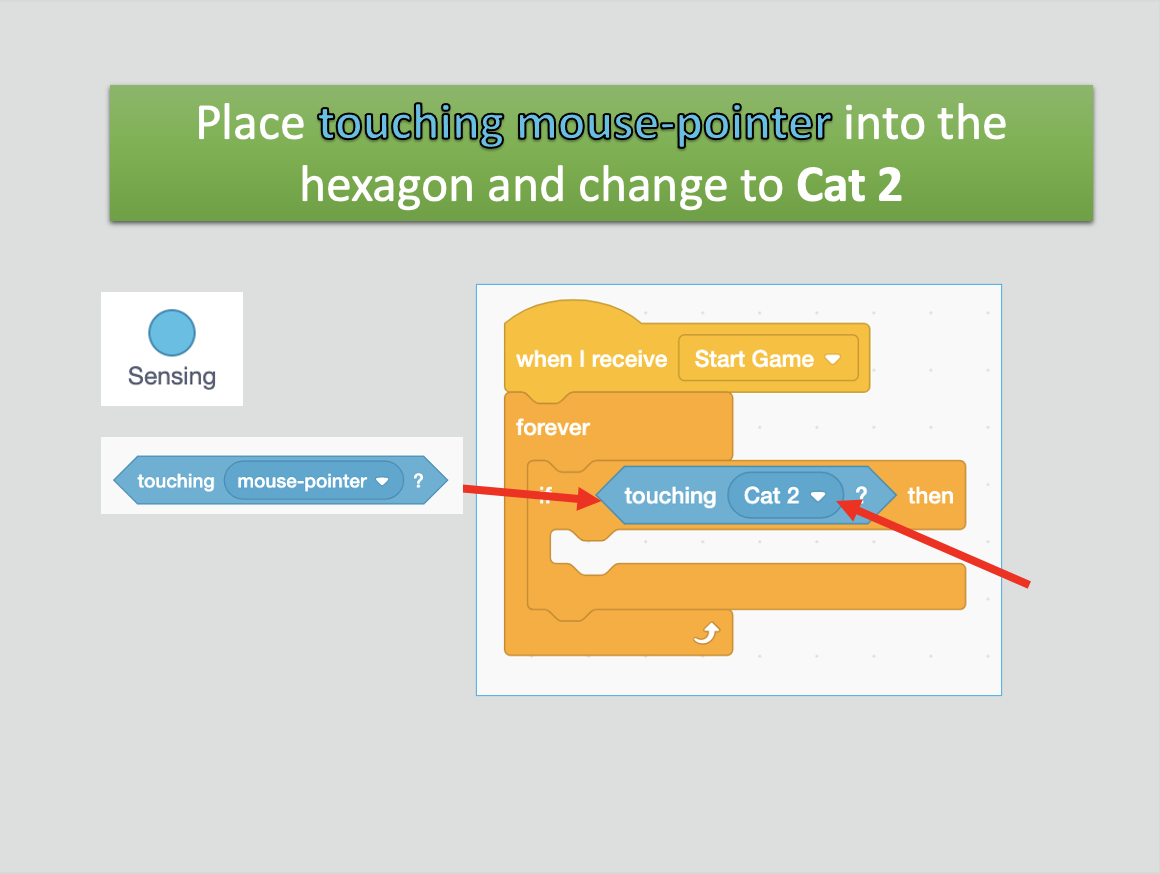 Place touching mouse-pointer into the
hexagon and change to Cat 2
Sensing
touching mouse-pointer ?
when I receive Start Game
forever
if touching Cat 2 ? then